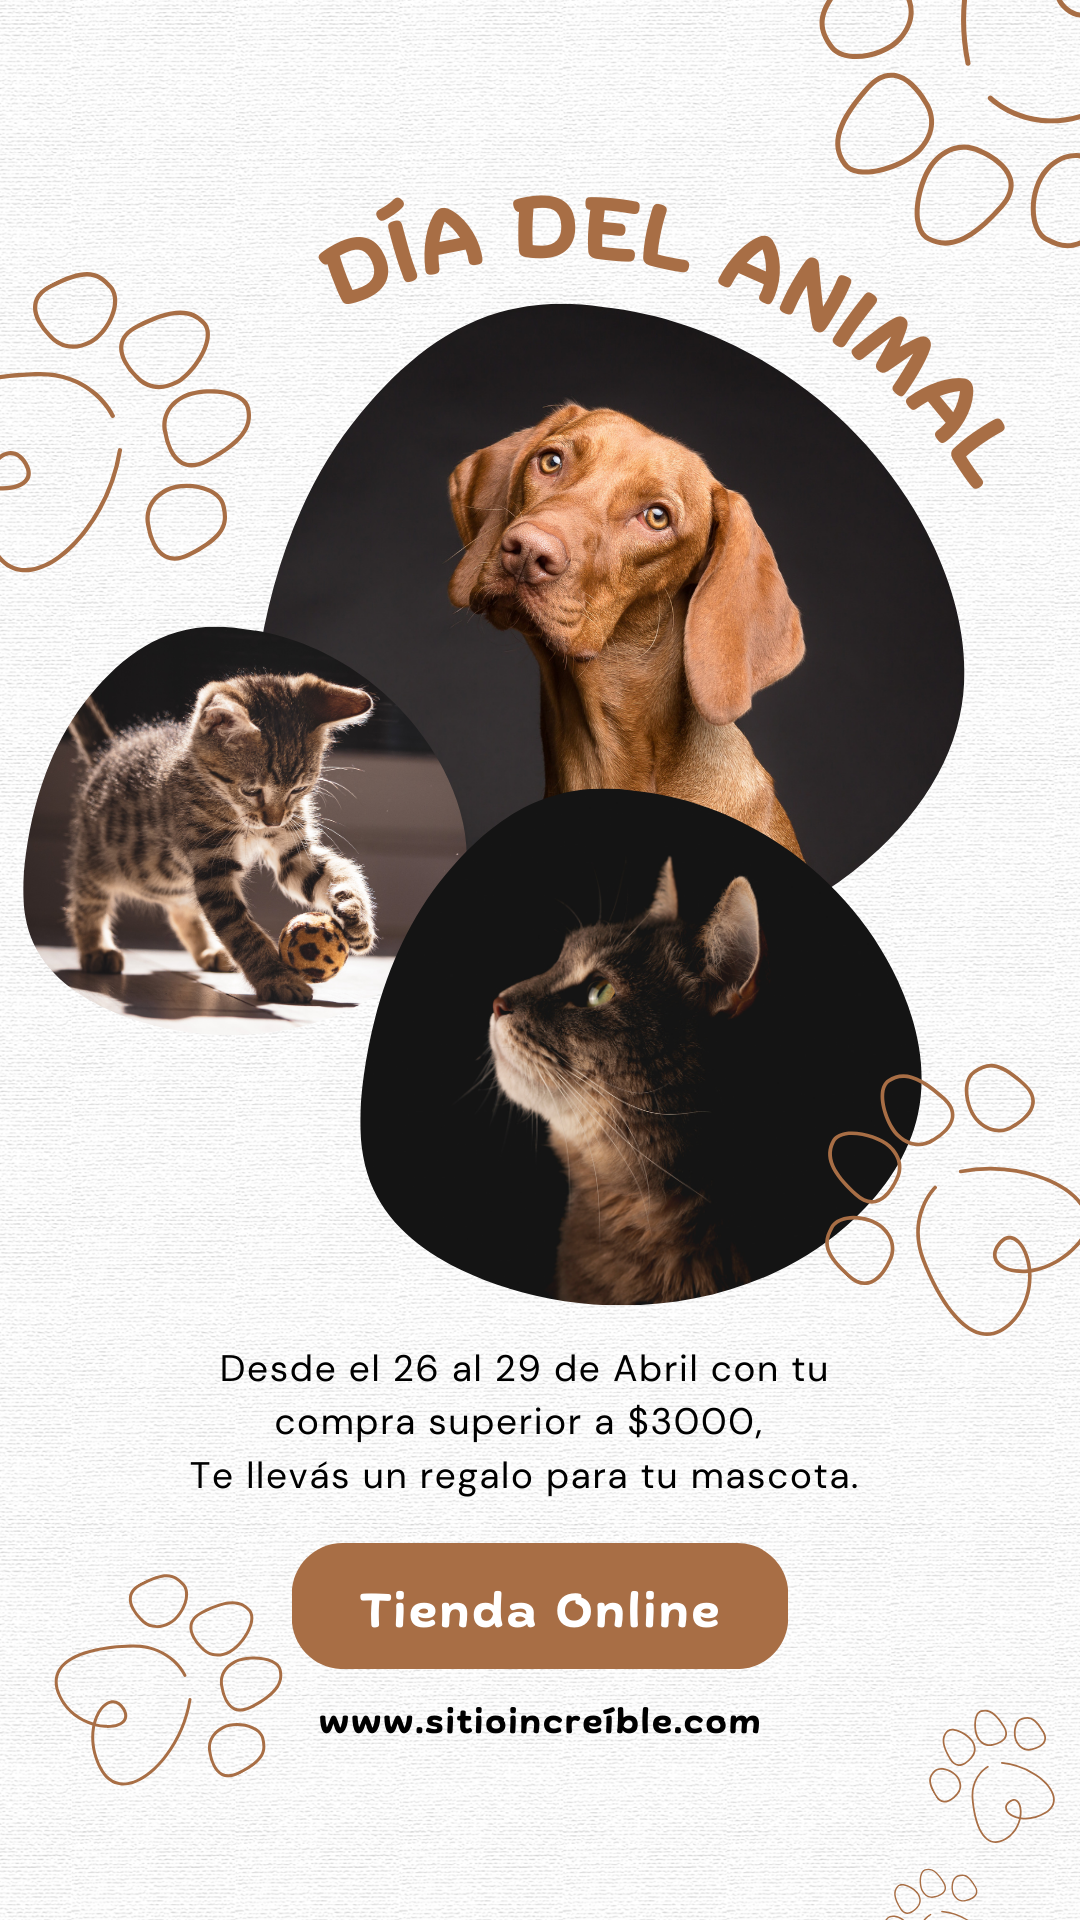 DÍA DEL ANIMAL
Desde el 26 al 29 de Abril con tu
compra superior a $3000,
Te llevás un regalo para tu mascota.
Tienda Online
www.sitioincreíble.com